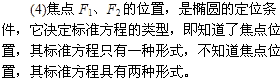 (4)焦点 F₁、F₂的位置，是椭圆的定位条
件，它决定标准方程的类型，即知道了焦点位
置，其标准方程只有一种形式，不知道焦点位
置，其标准方程具有两种形式。